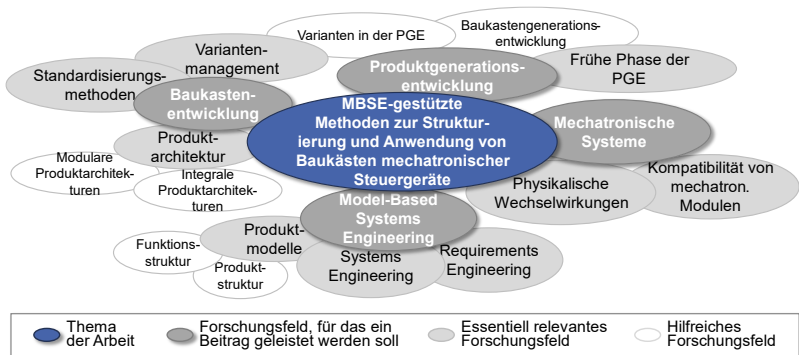 Varianten in der PGE
Baukastengenerations-
entwicklung
Varianten-
management
Produktgenerations-
entwicklung
Frühe Phase der
PGE
Standardisierungs-
methoden
Baukasten-
entwicklung
MBSE-gestützte
Methoden zur Struktur-
ierung und Anwendung von
Baukästen mechatronischer
Steuergeräte
Mechatronische
Systeme
Produkt-
architektur
Modulare
Produktarchitek-
turen
Integrale
Produktarchitek-
turen
Physikalische
Wechselwirkungen
Kompatibilität von
mechatron.
Modulen
Model-Based
Systems
Engineering
Produkt-
modelle
Funktions-
struktur
Produkt-
struktur
Systems
Engineering
Requirements
Engineering
Thema
der Arbeit
Forschungsfeld, für das ein
Beitrag geleistet werden soll
Essentiell relevantes
Forschungsfeld
Hilfreiches
Forschungsfeld